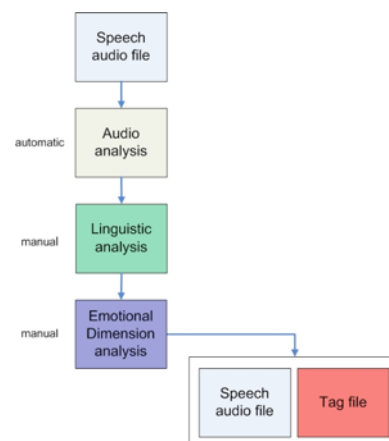 Speech
audio file
automatic
Audio
analysis
manual
Linguistic
analysis
manual
Emotional
Dimension
analysis
Speech
audio file
Tag file